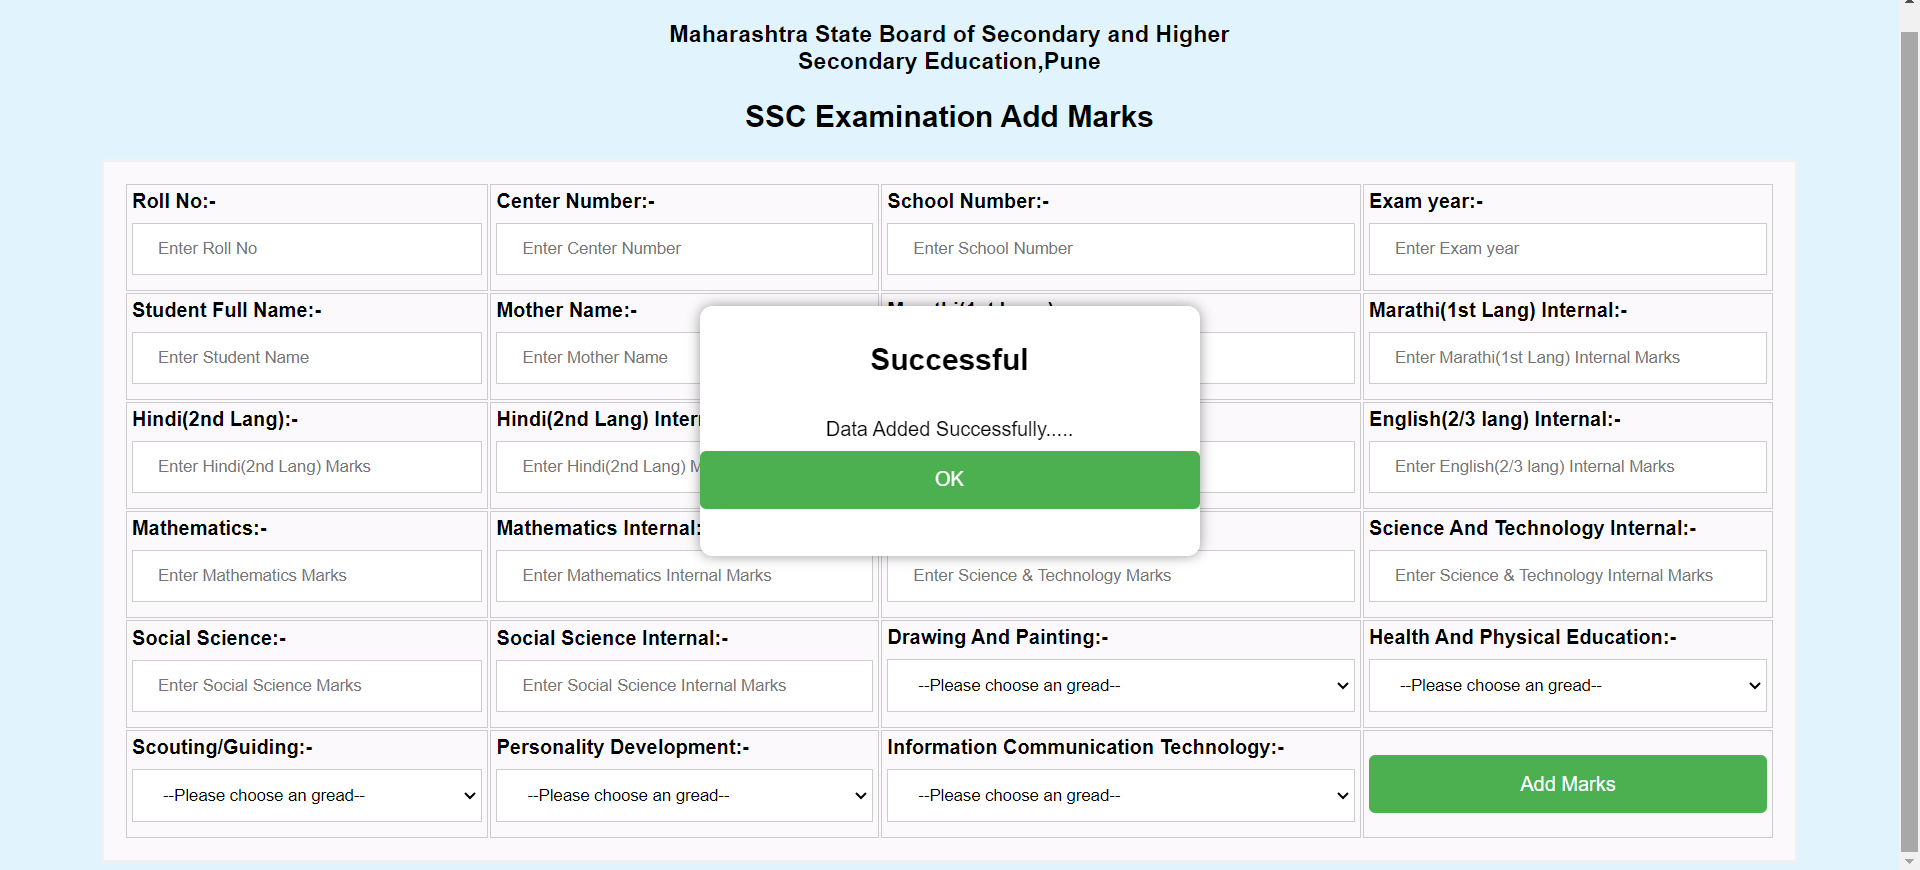 Maharashtra State Board of Secondary and Higher
Secondary Education,Pune
SSC Examination Add Marks
Roll No:-
Center Number:-
School Number:-
Exam year:-
Enter Roll No
Enter Center Number
Enter School Number
Enter Exam year
Student Full Name:-
Mother Name:-
Marathi(1st Lang)
Marathi(1st Lang) Internal:-
Enter Student Name
Enter Mother Name
Enter Marathi(1st Lang) Internal Marks
Successful
Data Added Successfully.....
OK
Hindi(2nd Lang):-
Hindi(2nd Lang)
English(2/3 lang) Internal:-
Enter Hindi(2nd Lang) Marks
Enter Hindi(2nd Lang)
Enter English(2/3 lang) Internal Marks
Mathematics:-
Mathematics Internal:
Science And Technology Internal:-
Enter Mathematics Marks
Enter Mathematics Internal Marks
Enter Science & Technology Marks
Enter Science & Technology Internal Marks
Social Science:-
Social Science Internal:-
Drawing And Painting:-
Health And Physical Education:-
Enter Social Science Marks
Enter Social Science Internal Marks
--Please choose an gread--
--Please choose an gread--
Scouting/Guiding:-
Personality Development:-
Information Communication Technology:-
--Please choose an gread--
--Please choose an gread--
--Please choose an gread--
Add Marks